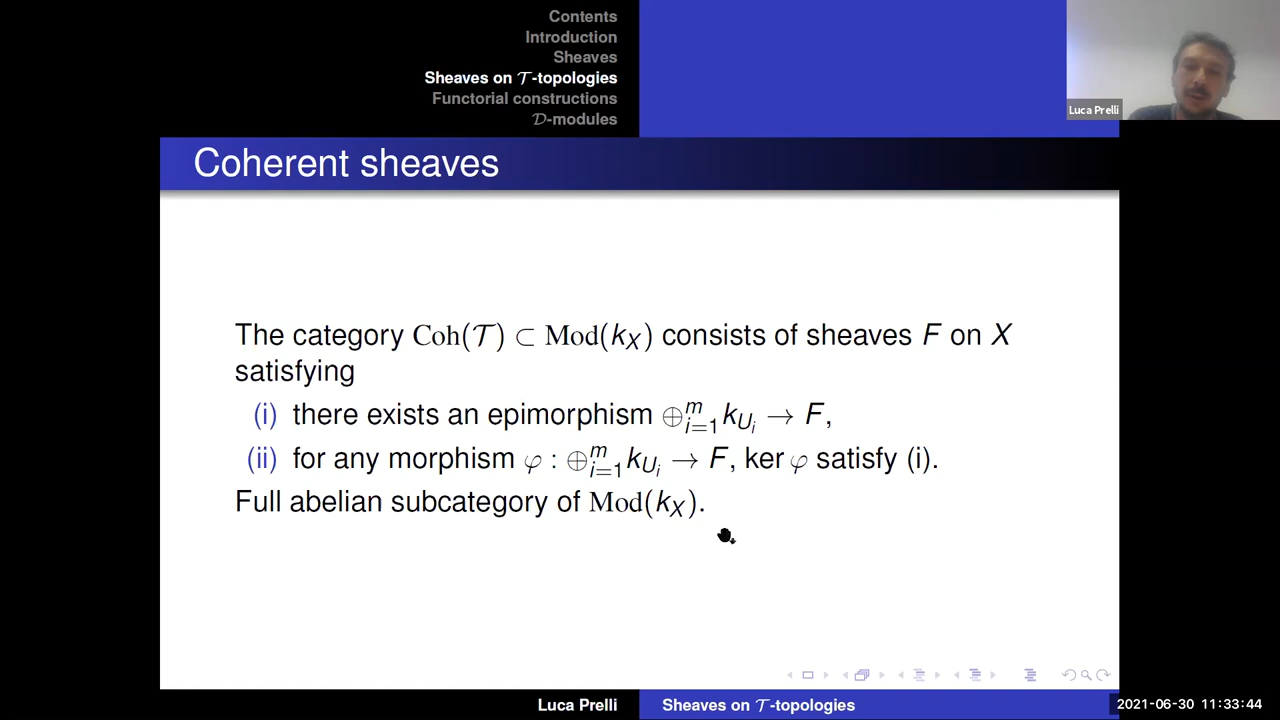 Contents
Introduction
Sheaves
Sheaves on 𝒯-topologies
Functorial constructions
𝒟-modules
Luca Prelli
Coherent sheaves
The category Coh(𝒯) ⊂ Mod(k_X) consists of sheaves F on X
satisfying
(i) there exists an epimorphism ⊕_{i=1}^m k_{U_i} → F,
(ii) for any morphism φ : ⊕_{i=1}^m k_{U_i} → F, ker φ satisfy (i).
Full abelian subcategory of Mod(k_X).
Luca Prelli
Sheaves on 𝒯-topologies
2021-06-30 11:33:44